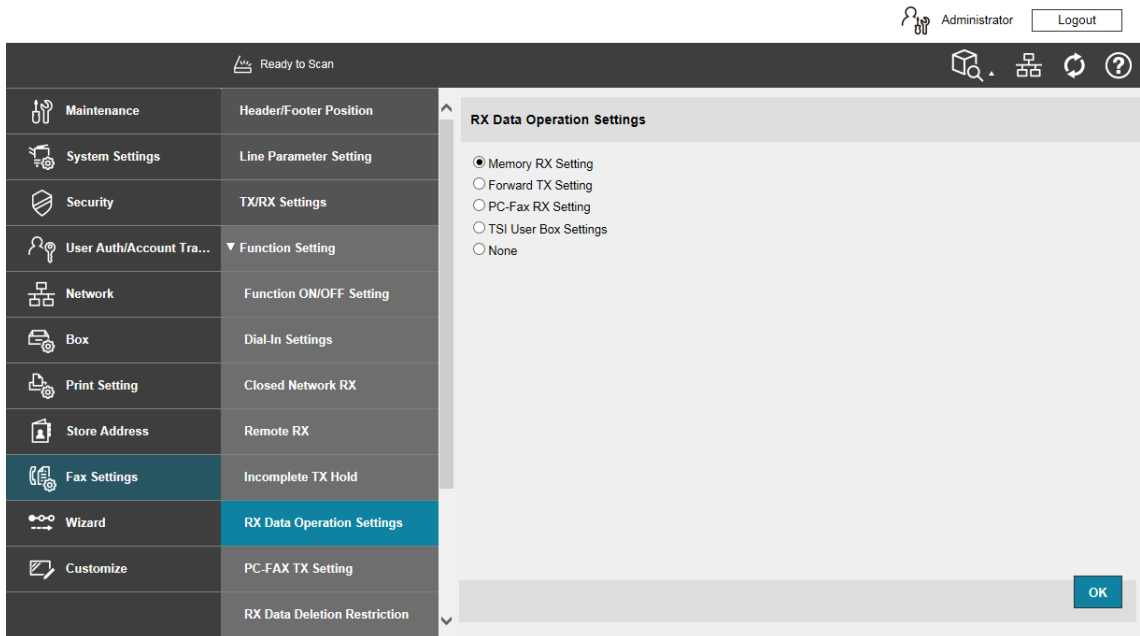 Administrator
Logout
Ready to Scan
Maintenance
System Settings
Security
User Auth/Account Tra...
Network
Box
Print Setting
Store Address
Fax Settings
Wizard
Customize
Header/Footer Position
Line Parameter Setting
TX/RX Settings
▼ Function Setting
Function ON/OFF Setting
Dial-In Settings
Closed Network RX
Remote RX
Incomplete TX Hold
RX Data Operation Settings
PC-FAX TX Setting
RX Data Deletion Restriction
RX Data Operation Settings
Memory RX Setting
Forward TX Setting
PC-Fax RX Setting
TSI User Box Settings
None
OK